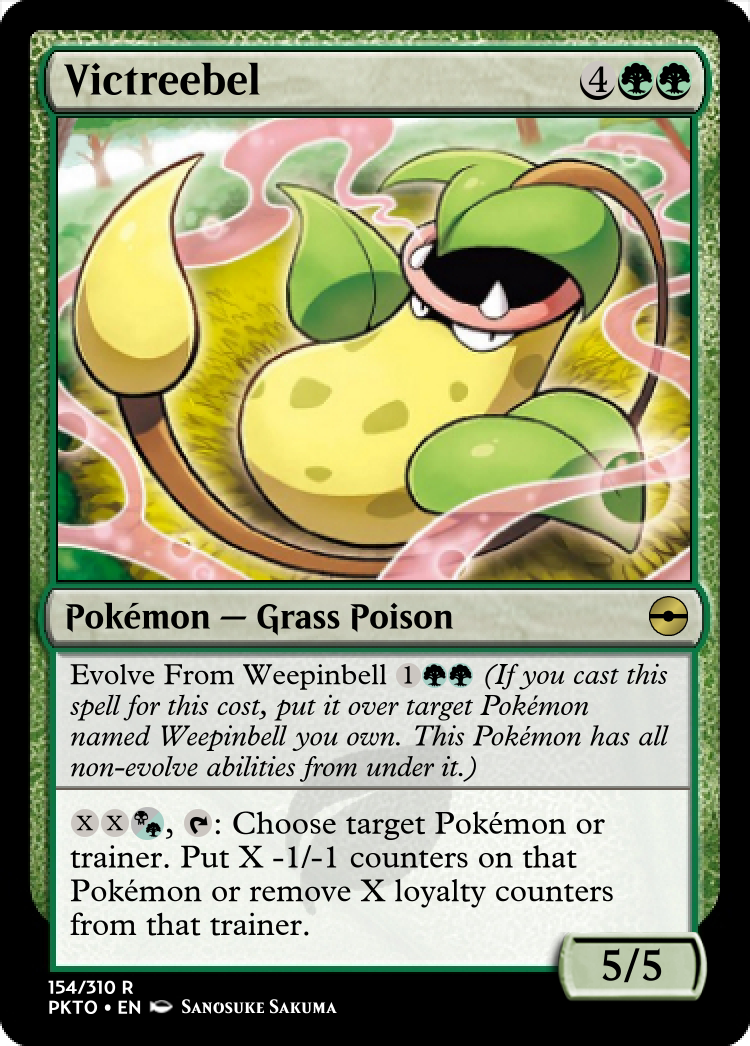 Victreebel 4
Pokémon — Grass Poison
Evolve From Weepinbell 1 (If you cast this
spell for this cost, put it over target Pokémon
named Weepinbell you own. This Pokémon has all
non-evolve abilities from under it.)
X X , : Choose target Pokémon or
trainer. Put X -1/-1 counters on that
Pokémon or remove X loyalty counters
from that trainer.
5/5
154/310 R
PKTO • EN Sanosuke Sakuma